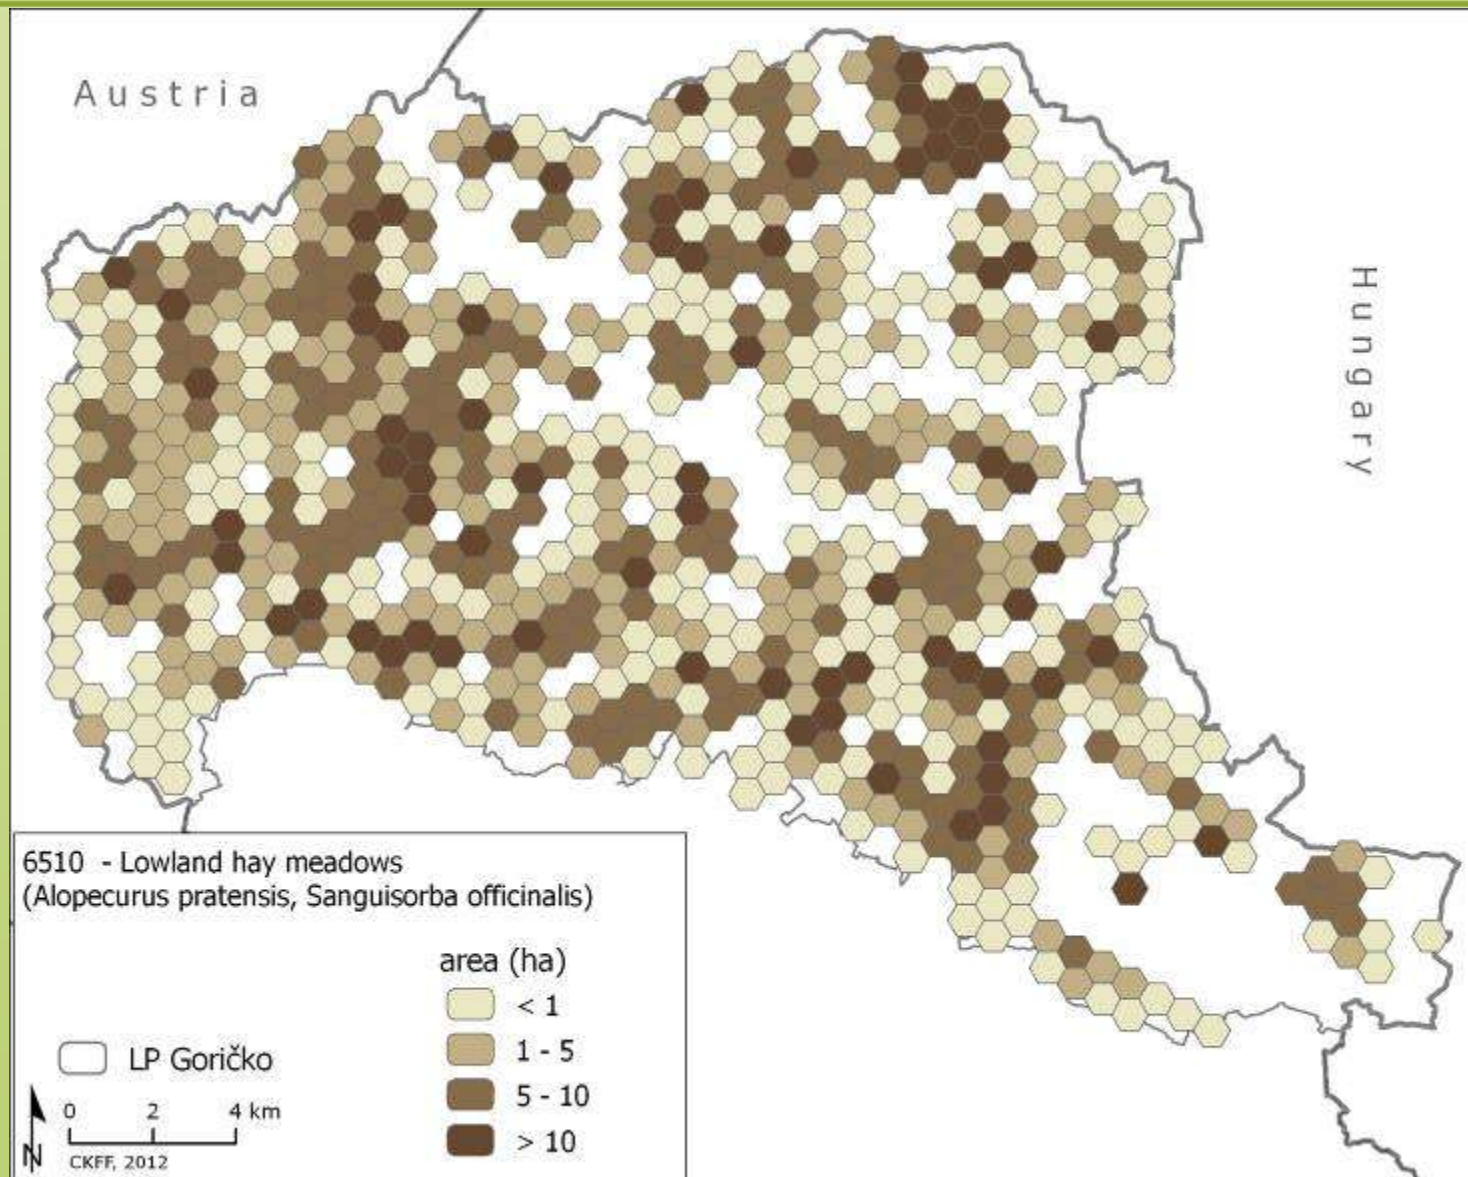 Austria
Hungary
6510 - Lowland hay meadows
(Alopecurus pratensis, Sanguisorba officinalis)
area (ha)
< 1
1 - 5
5 - 10
> 10
LP Goričko
0 2 4 km
N
CKFF, 2012